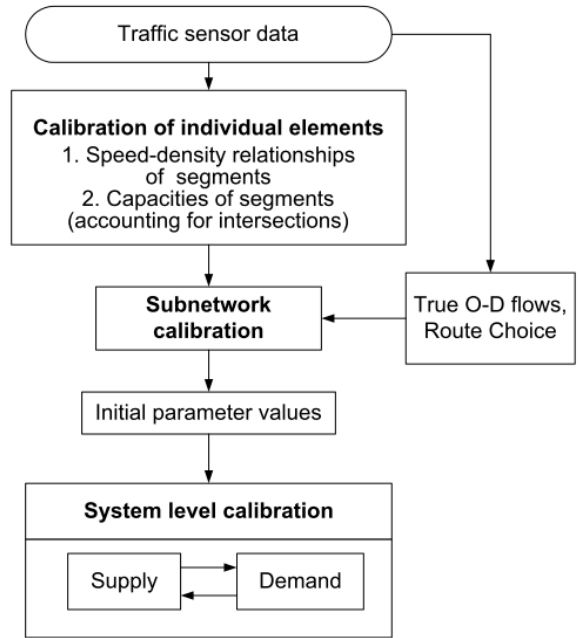 Traffic sensor data
Calibration of individual elements
1. Speed-density relationships
of segments
2. Capacities of segments
(accounting for intersections)
Subnetwork
calibration
True O-D flows,
Route Choice
Initial parameter values
System level calibration
Supply
Demand